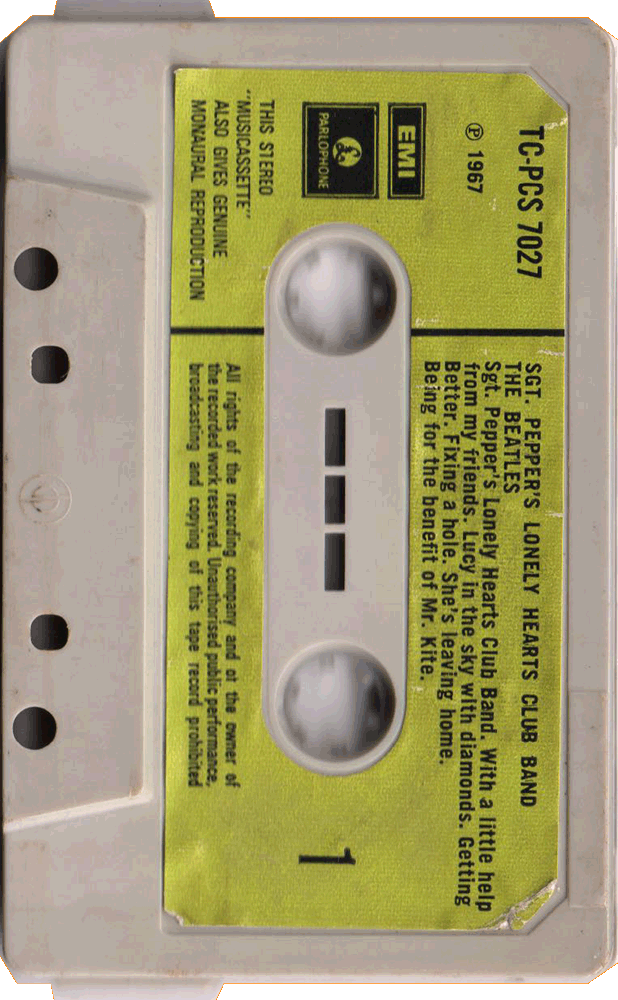 TC-PCS 7027
℗ 1967
EMI
PARLOPHONE
THIS STEREO
"MUSICASSETTE"
ALSO GIVES GENUINE
MONAURAL REPRODUCTION
SGT. PEPPER'S LONELY HEARTS CLUB BAND
THE BEATLES
Sgt. Pepper's Lonely Hearts Club Band. With a little help
from my friends. Lucy in the sky with diamonds. Getting
Better. Fixing a hole. She's leaving home.
Being for the benefit of Mr. Kite.
1
All rights of the recording company and of the owner of
the recorded work reserved. Unauthorised public performance,
broadcasting and copying of this tape record prohibited